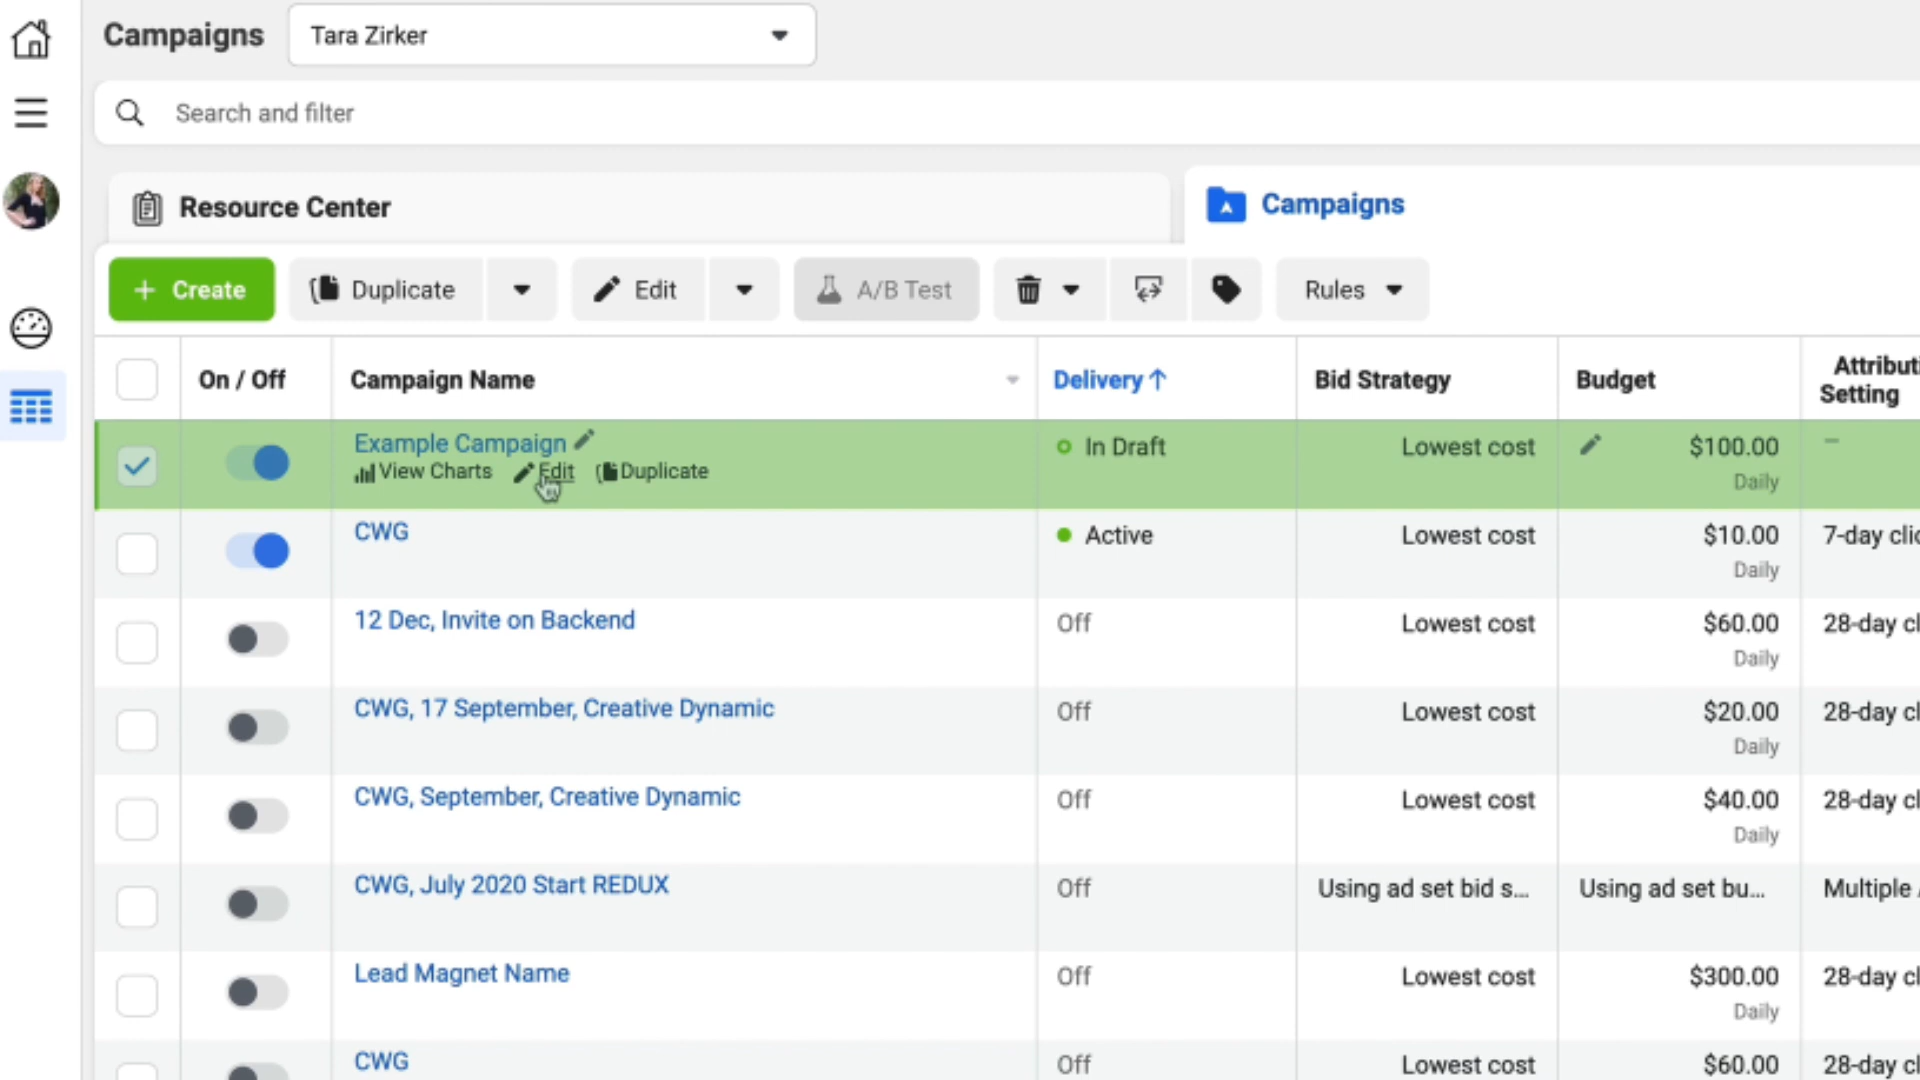 Campaigns
Tara Zirker
Search and filter
Resource Center
Campaigns
+ Create
Duplicate
Edit
A/B Test
Rules
On / Off
Campaign Name
Delivery ↑
Bid Strategy
Budget
Attributi
Setting
Example Campaign
View Charts
Edit
Duplicate
In Draft
Lowest cost
$100.00
Daily
–
CWG
Active
Lowest cost
$10.00
Daily
7-day clic
12 Dec, Invite on Backend
Off
Lowest cost
$60.00
Daily
28-day cl
CWG, 17 September, Creative Dynamic
Off
Lowest cost
$20.00
Daily
28-day cl
CWG, September, Creative Dynamic
Off
Lowest cost
$40.00
Daily
28-day cl
CWG, July 2020 Start REDUX
Off
Using ad set bid s...
Using ad set bu...
Multiple
Lead Magnet Name
Off
Lowest cost
$300.00
Daily
28-day cl
CWG
Off
Lowest cost
$60.00
28-day cl